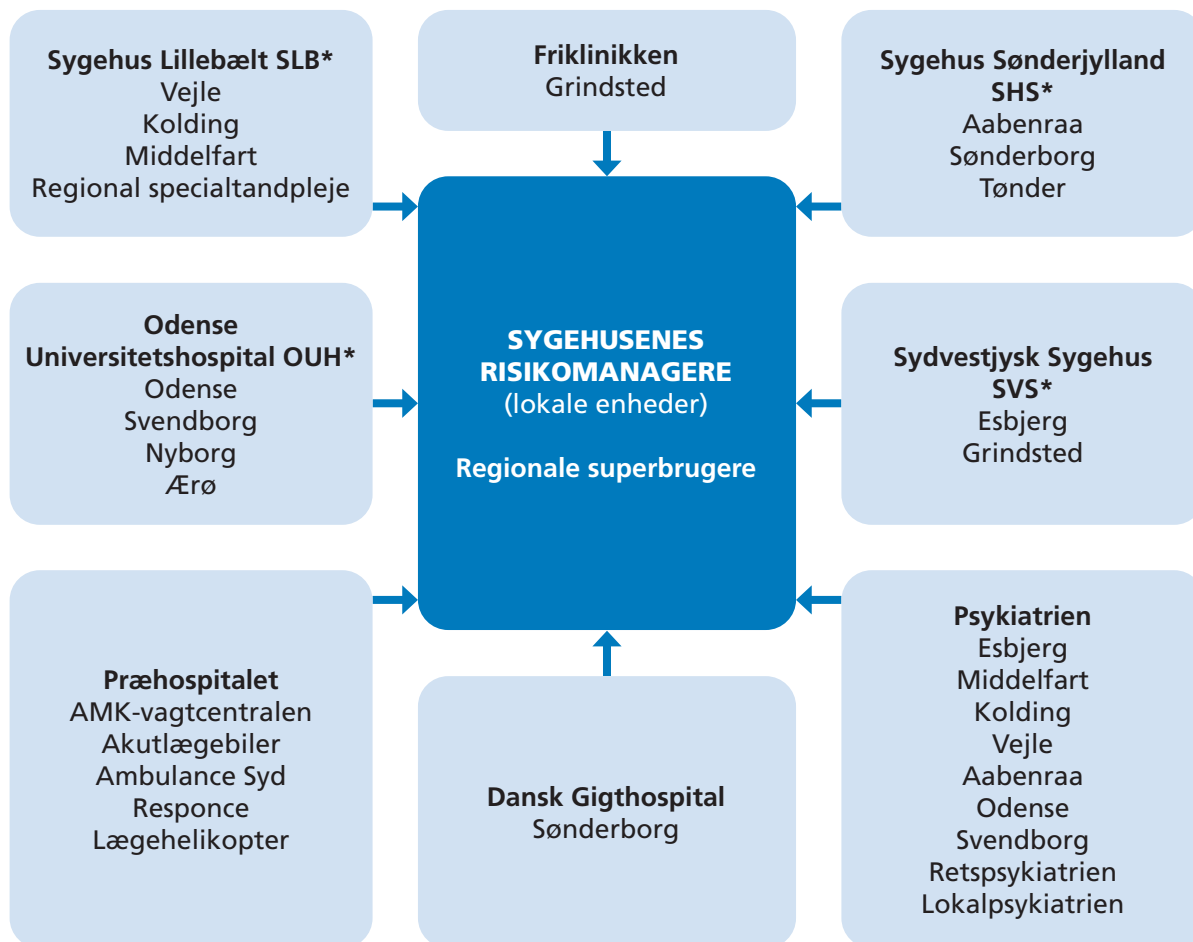 Sygehus Lillebælt SLB*
Vejle
Kolding
Middelfart
Regional specialtandpleje
Friklinikken
Grindsted
Sygehus Sønderjylland
SHS*
Aabenraa
Sønderborg
Tønder
Odense
Universitetshospital OUH*
Odense
Svendborg
Nyborg
Ærø
SYGEHUSENES
RISIKOMANAGERE
(lokale enheder)
Regionale superbrugere
Sydvestjysk Sygehus
SVS*
Esbjerg
Grindsted
Præhospitalet
AMK-vagtcentralen
Akutlægebiler
Ambulance Syd
Responce
Lægehelikopter
Dansk Gigthospital
Sønderborg
Psykiatrien
Esbjerg
Middelfart
Kolding
Vejle
Aabenraa
Odense
Svendborg
Retspsykiatrien
Lokalpsykiatrien